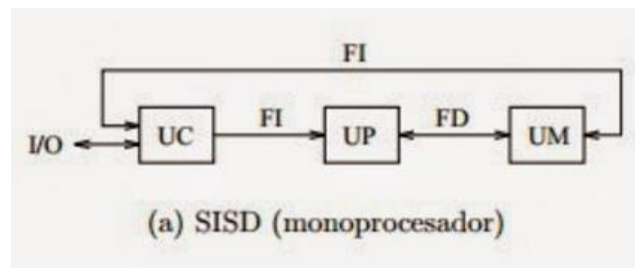 FI
I/O UC FI UP FD UM
(a) SISD (monoprocesador)